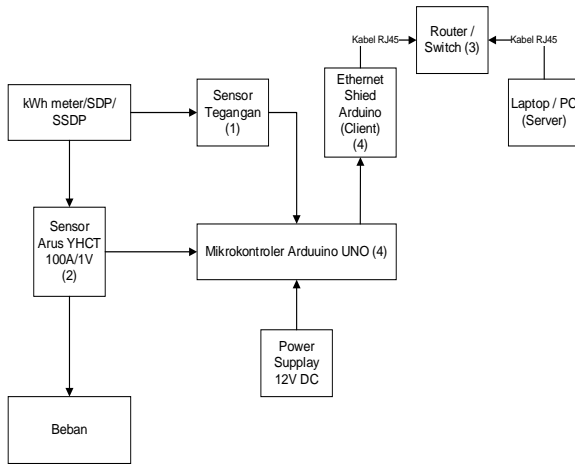 Kabel RJ45
Router /
Switch (3)
Kabel RJ45
kWh meter/SDP/
SSDP
Sensor
Tegangan
(1)
Ethernet
Shied
Arduino
(Client)
(4)
Laptop / PC
(Server)
Sensor
Arus YHCT
100A/1V
(2)
Mikrokontroler Arduuino UNO (4)
Power
Supplay
12V DC
Beban